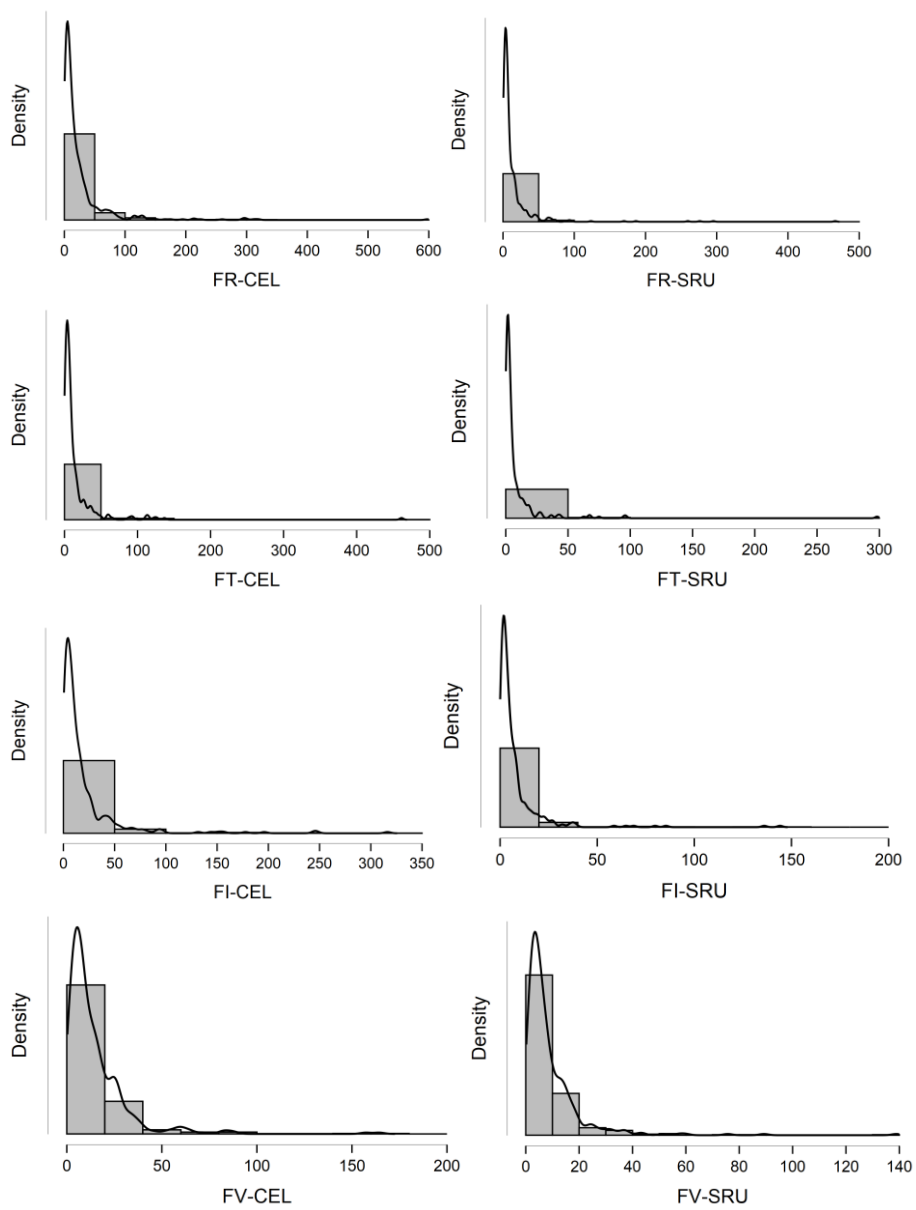 Density
0 100 200 300 400 500 600
FR-CEL
Density
0 100 200 300 400 500
FR-SRU
Density
0 100 200 300 400 500
FT-CEL
Density
0 50 100 150 200 250 300
FT-SRU
Density
0 50 100 150 200 250 300 350
FI-CEL
Density
0 50 100 150 200
FI-SRU
Density
0 50 100 150 200
FV-CEL
Density
0 20 40 60 80 100 120 140
FV-SRU